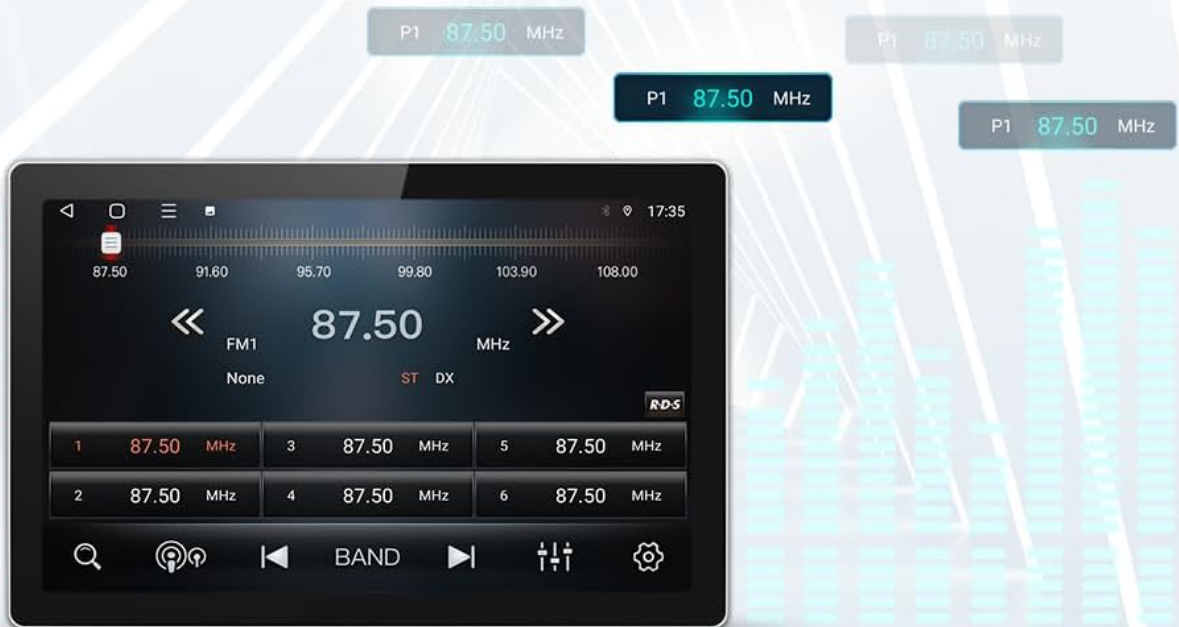 P1 87.50 MHz
P1 87.50 MHz
P1 87.50 MHz
P1 87.50 MHz
17:35
87.50 91.60 95.70 99.80 103.90 108.00
87.50
FM1 MHz
None ST DX
R·D·S
1 87.50 MHz 3 87.50 MHz 5 87.50 MHz
2 87.50 MHz 4 87.50 MHz 6 87.50 MHz
BAND